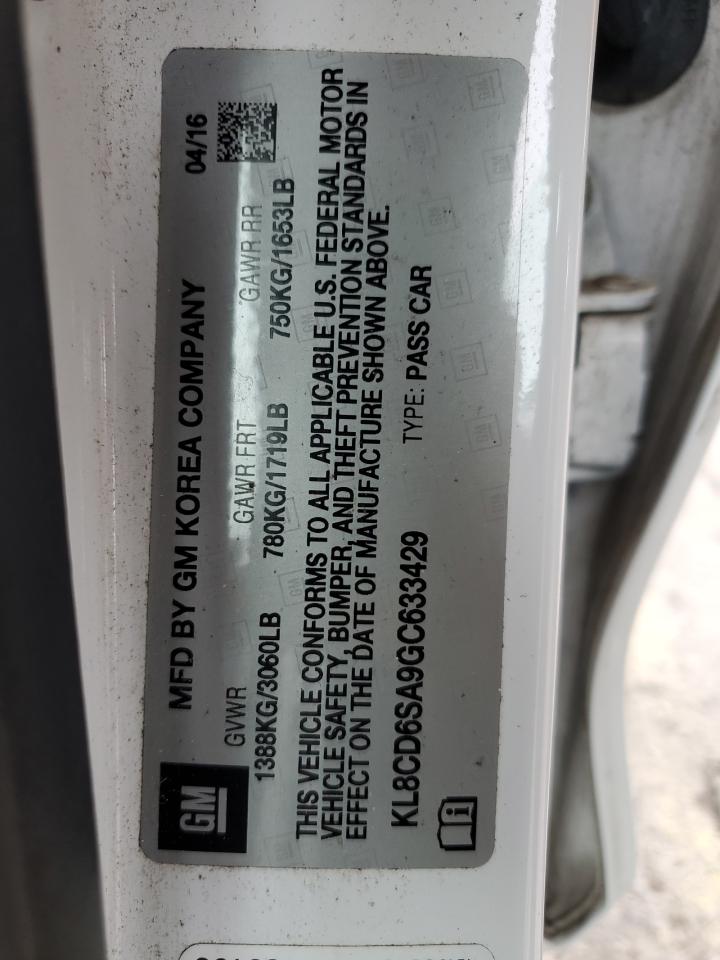 MFD BY GM KOREA COMPANY 04/16
GM
GVWR GAWR FRT GAWR RR
1388KG/3060LB 780KG/1719LB 750KG/1653LB
THIS VEHICLE CONFORMS TO ALL APPLICABLE U.S. FEDERAL MOTOR
VEHICLE SAFETY, BUMPER, AND THEFT PREVENTION STANDARDS IN
EFFECT ON THE DATE OF MANUFACTURE SHOWN ABOVE.
KL8CD6SA9GC633429 TYPE: PASS CAR